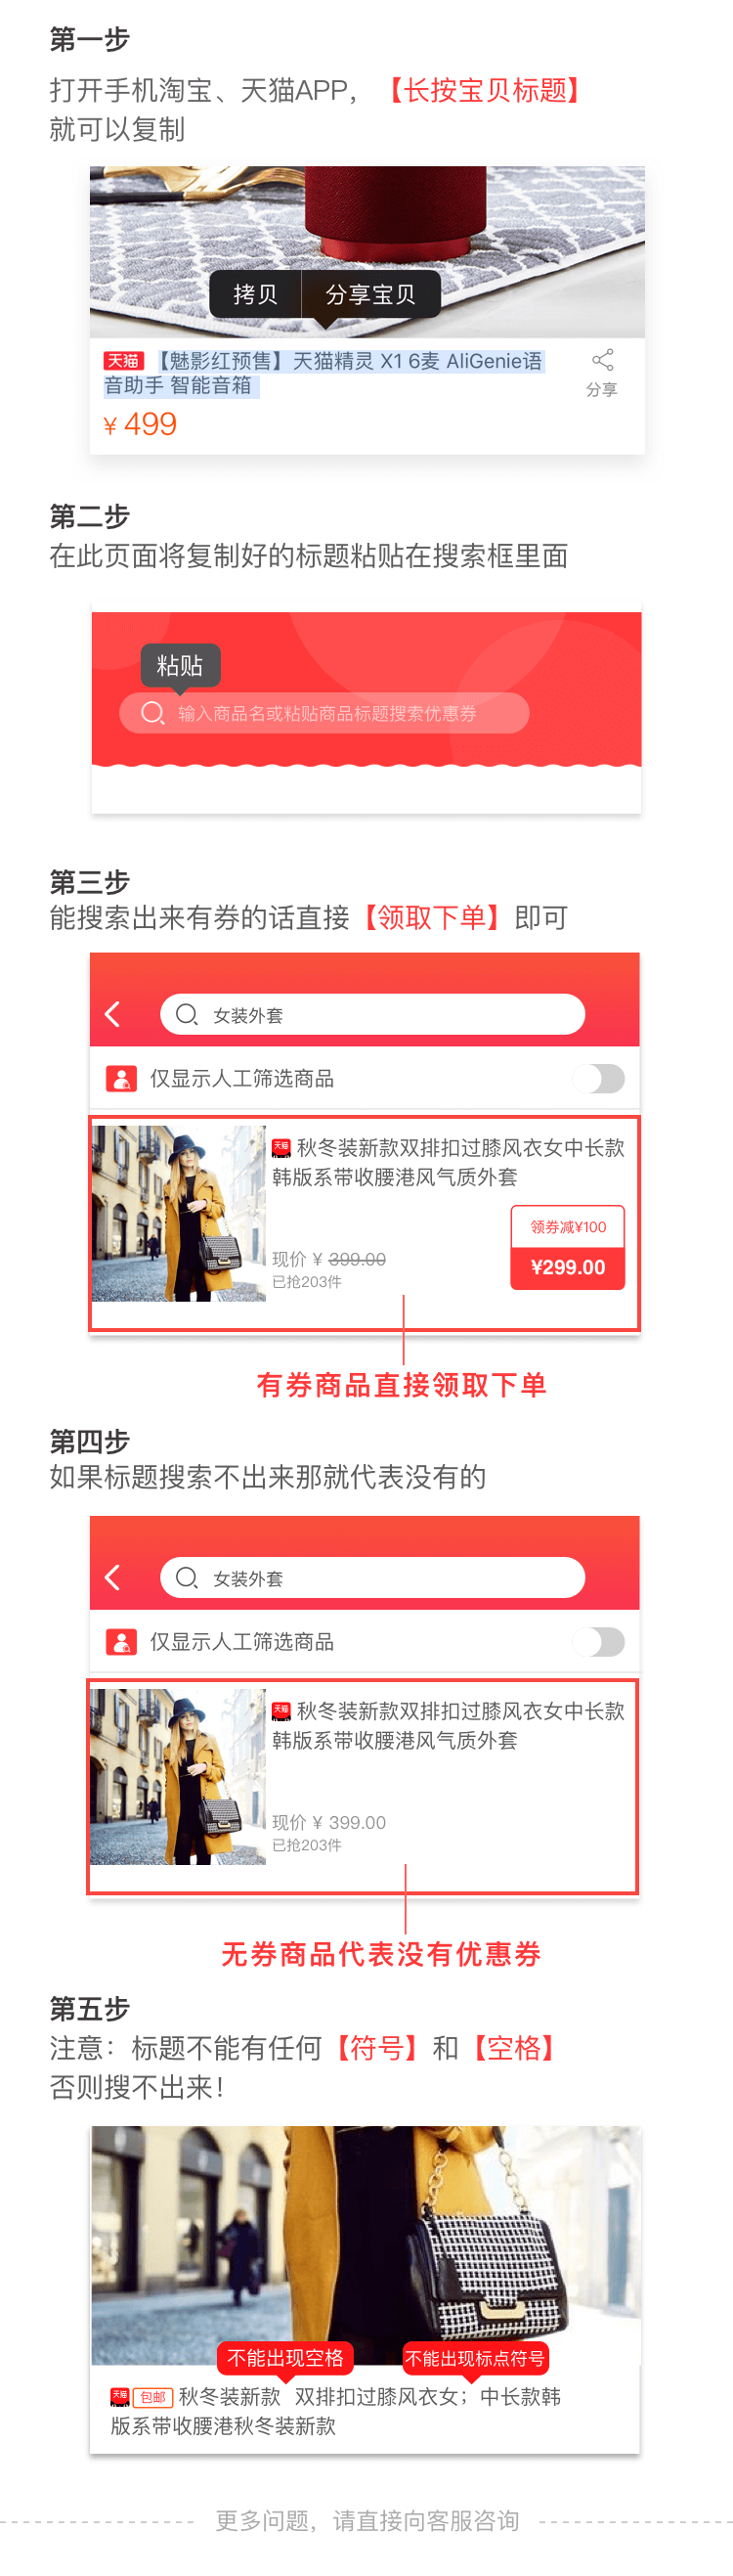 第一步
打开手机淘宝、天猫APP，【长按宝贝标题】
就可以复制
拷贝 分享宝贝
天猫 【魅影红预售】天猫精灵 X1 6麦 AliGenie语
音助手 智能音箱
分享
¥ 499
第二步
在此页面将复制好的标题粘贴在搜索框里面
粘贴
输入商品名或粘贴商品标题搜索优惠券
第三步
能搜索出来有券的话直接【领取下单】即可
女装外套
仅显示人工筛选商品
天猫 秋冬装新款双排扣过膝风衣女中长款
韩版系带收腰港风气质外套
领券减¥100
现价 ¥ 399.00
¥299.00
已抢203件
有券商品直接领取下单
第四步
如果标题搜索不出来那就代表没有的
女装外套
仅显示人工筛选商品
天猫 秋冬装新款双排扣过膝风衣女中长款
韩版系带收腰港风气质外套
现价 ¥ 399.00
已抢203件
无券商品代表没有优惠券
第五步
注意：标题不能有任何【符号】和【空格】
否则搜不出来！
不能出现空格 不能出现标点符号
天猫 包邮 秋冬装新款 双排扣过膝风衣女；中长款韩
版系带收腰港秋冬装新款
更多问题，请直接向客服咨询